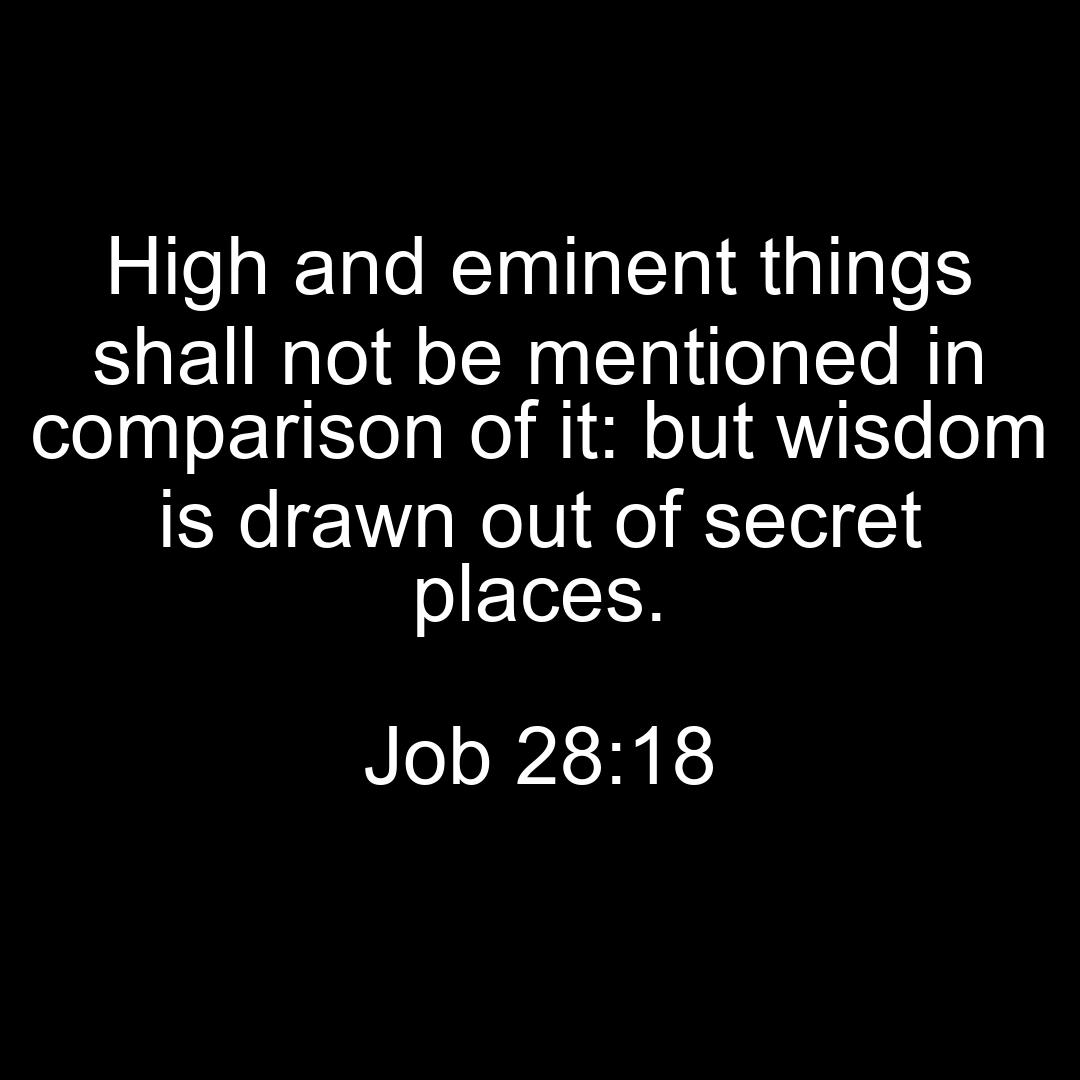 High and eminent things
shall not be mentioned in
comparison of it: but wisdom
is drawn out of secret
places.
Job 28:18